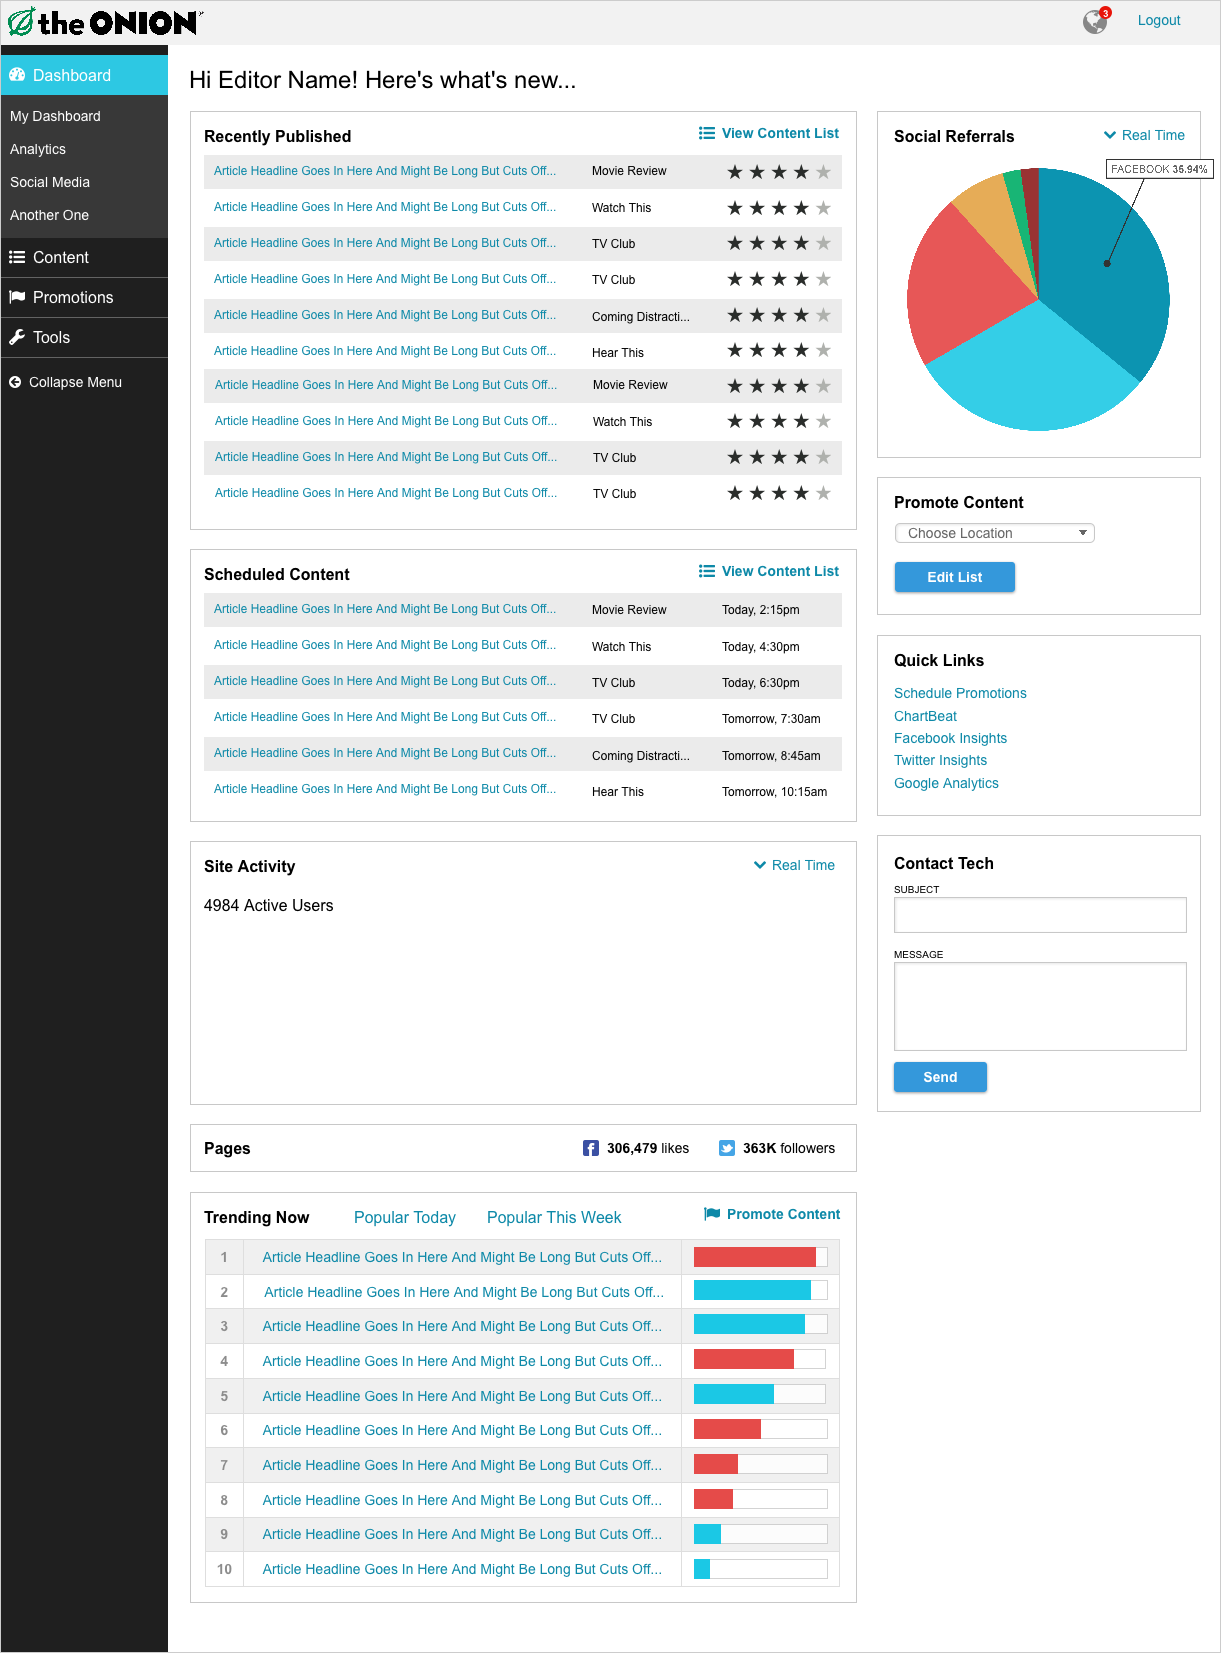 the ONION
3
Logout
Dashboard
My Dashboard
Analytics
Social Media
Another One
Content
Promotions
Tools
Collapse Menu
Hi Editor Name! Here's what's new...
Recently Published
View Content List
Article Headline Goes In Here And Might Be Long But Cuts Off... Movie Review
Article Headline Goes In Here And Might Be Long But Cuts Off... Watch This
Article Headline Goes In Here And Might Be Long But Cuts Off... TV Club
Article Headline Goes In Here And Might Be Long But Cuts Off... TV Club
Article Headline Goes In Here And Might Be Long But Cuts Off... Coming Distracti...
Article Headline Goes In Here And Might Be Long But Cuts Off... Hear This
Article Headline Goes In Here And Might Be Long But Cuts Off... Movie Review
Article Headline Goes In Here And Might Be Long But Cuts Off... Watch This
Article Headline Goes In Here And Might Be Long But Cuts Off... TV Club
Article Headline Goes In Here And Might Be Long But Cuts Off... TV Club
Scheduled Content
View Content List
Article Headline Goes In Here And Might Be Long But Cuts Off... Movie Review Today, 2:15pm
Article Headline Goes In Here And Might Be Long But Cuts Off... Watch This Today, 4:30pm
Article Headline Goes In Here And Might Be Long But Cuts Off... TV Club Today, 6:30pm
Article Headline Goes In Here And Might Be Long But Cuts Off... TV Club Tomorrow, 7:30am
Article Headline Goes In Here And Might Be Long But Cuts Off... Coming Distracti... Tomorrow, 8:45am
Article Headline Goes In Here And Might Be Long But Cuts Off... Hear This Tomorrow, 10:15am
Site Activity
Real Time
4984 Active Users
Pages
306,479 likes
363K followers
Trending Now
Popular Today
Popular This Week
Promote Content
1 Article Headline Goes In Here And Might Be Long But Cuts Off...
2 Article Headline Goes In Here And Might Be Long But Cuts Off...
3 Article Headline Goes In Here And Might Be Long But Cuts Off...
4 Article Headline Goes In Here And Might Be Long But Cuts Off...
5 Article Headline Goes In Here And Might Be Long But Cuts Off...
6 Article Headline Goes In Here And Might Be Long But Cuts Off...
7 Article Headline Goes In Here And Might Be Long But Cuts Off...
8 Article Headline Goes In Here And Might Be Long But Cuts Off...
9 Article Headline Goes In Here And Might Be Long But Cuts Off...
10 Article Headline Goes In Here And Might Be Long But Cuts Off...
Social Referrals
Real Time
FACEBOOK 35.94%
Promote Content
Choose Location
Edit List
Quick Links
Schedule Promotions
ChartBeat
Facebook Insights
Twitter Insights
Google Analytics
Contact Tech
SUBJECT
MESSAGE
Send